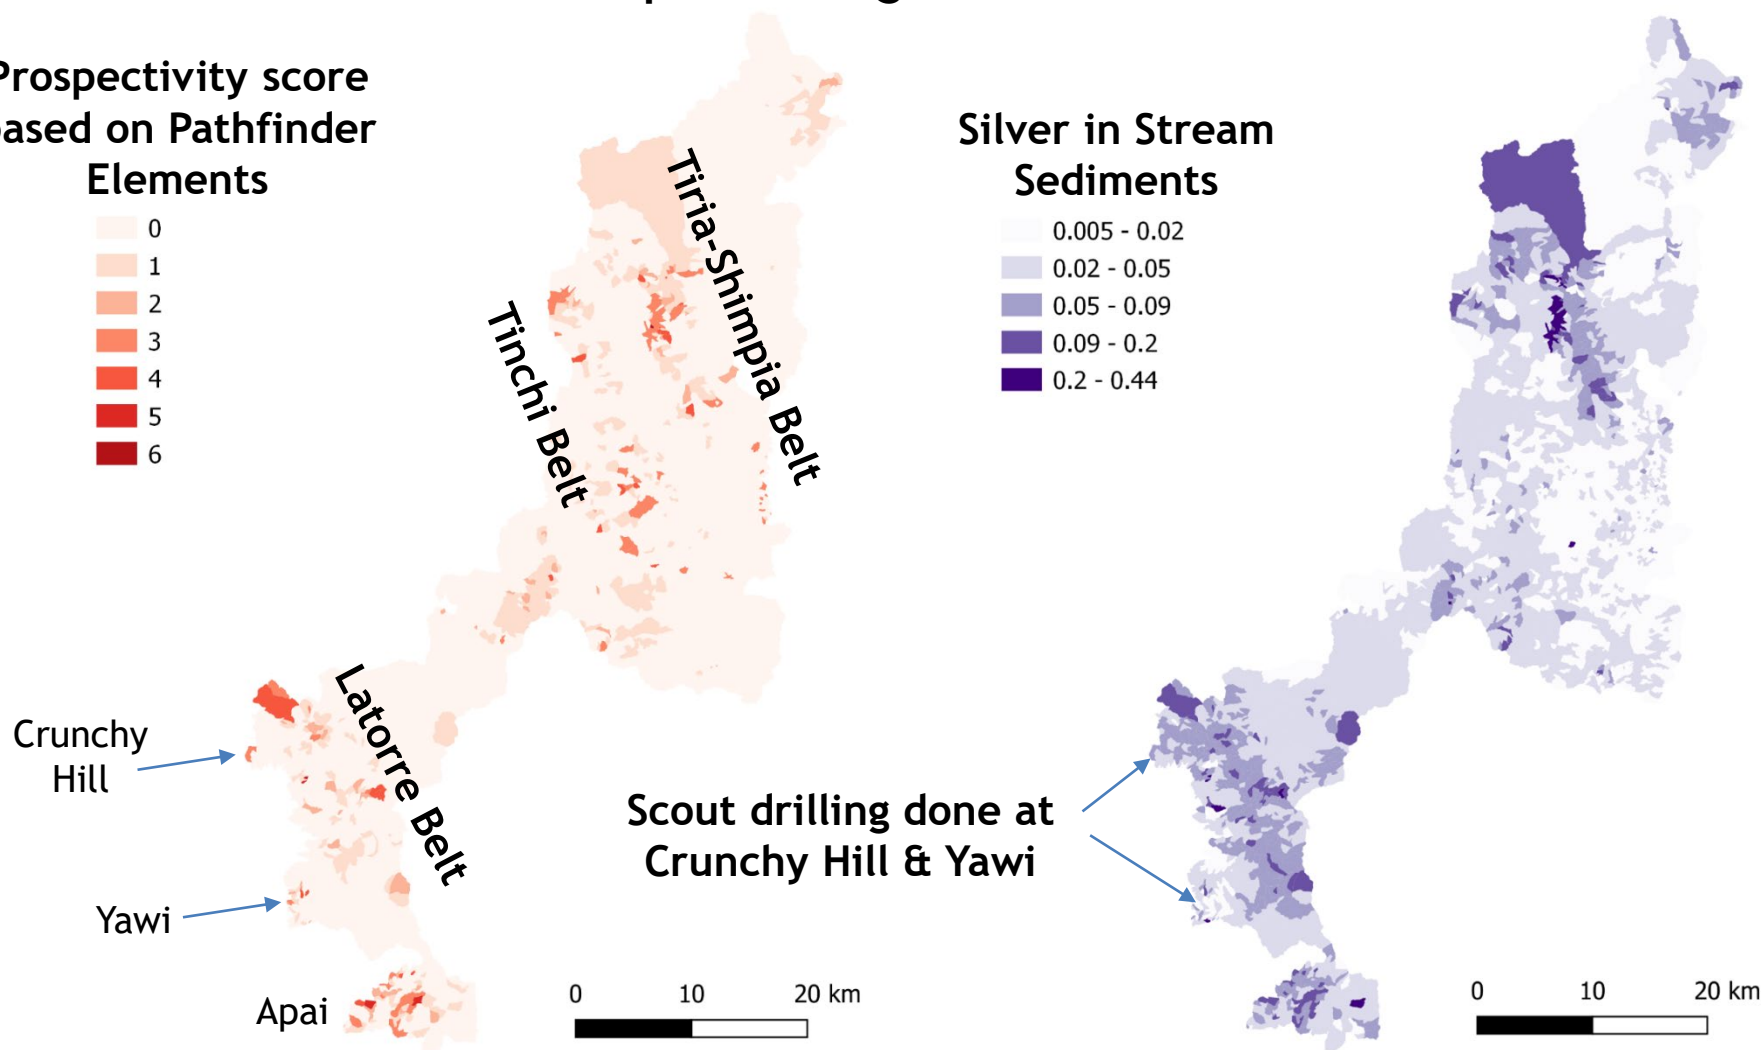 Prospectivity score
based on Pathfinder
Elements
0
1
2
3
4
5
6
Tiria-Shimpia Belt
Tinchi Belt
Latorre Belt
Crunchy
Hill
Yawi
Apai
0 10 20 km
Silver in Stream
Sediments
0.005 - 0.02
0.02 - 0.05
0.05 - 0.09
0.09 - 0.2
0.2 - 0.44
Scout drilling done at
Crunchy Hill & Yawi
0 10 20 km